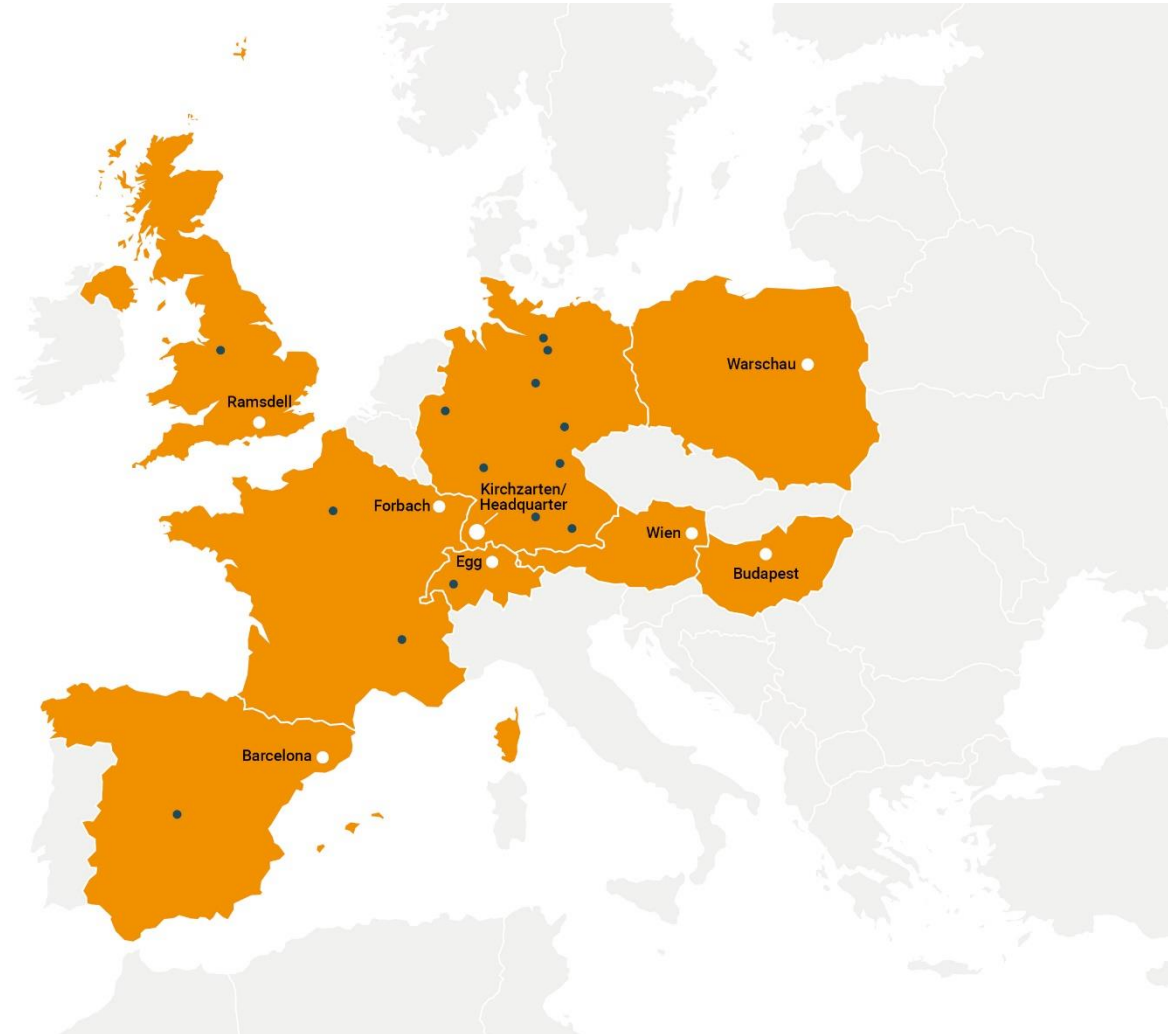 Warschau
Ramsdell
Kirchzarten/
Headquarter
Forbach
Wien
Egg
Budapest
Barcelona